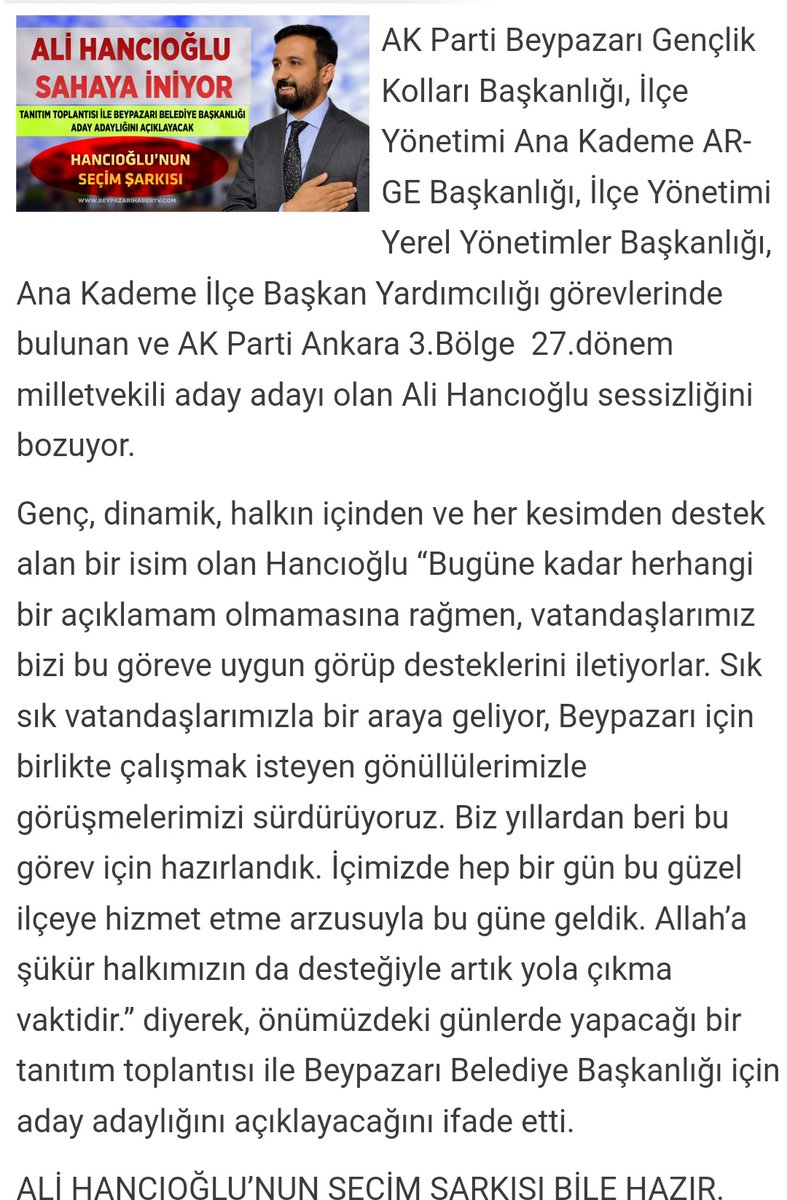 ALİ HANCIOĞLU
SAHAYA İNİYOR
TANITIM TOPLANTISI İLE BEYPAZARI BELEDİYE BAŞKANLIĞI
ADAY ADAYLIĞINI AÇIKLAYACAK
HANCIOĞLU'NUN
SEÇİM ŞARKISI
WWW.BEYPAZARIHABERTV.COM
AK Parti Beypazarı Gençlik
Kolları Başkanlığı, İlçe
Yönetimi Ana Kademe AR-
GE Başkanlığı, İlçe Yönetimi
Yerel Yönetimler Başkanlığı,
Ana Kademe İlçe Başkan Yardımcılığı görevlerinde
bulunan ve AK Parti Ankara 3.Bölge  27.dönem
milletvekili aday adayı olan Ali Hancıoğlu sessizliğini
bozuyor.
Genç, dinamik, halkın içinden ve her kesimden destek
alan bir isim olan Hancıoğlu “Bugüne kadar herhangi
bir açıklamam olmamasına rağmen, vatandaşlarımız
bizi bu göreve uygun görüp desteklerini iletiyorlar. Sık
sık vatandaşlarımızla bir araya geliyor, Beypazarı için
birlikte çalışmak isteyen gönüllülerimizle
görüşmelerimizi sürdürüyoruz. Biz yıllardan beri bu
görev için hazırlandık. İçimizde hep bir gün bu güzel
ilçeye hizmet etme arzusuyla bu güne geldik. Allah’a
şükür halkımızın da desteğiyle artık yola çıkma
vaktidir.” diyerek, önümüzdeki günlerde yapacağı bir
tanıtım toplantısı ile Beypazarı Belediye Başkanlığı için
aday adaylığını açıklayacağını ifade etti.
ALİ HANCIOĞLU’NUN SEÇİM ŞARKISI BİLE HAZIR.